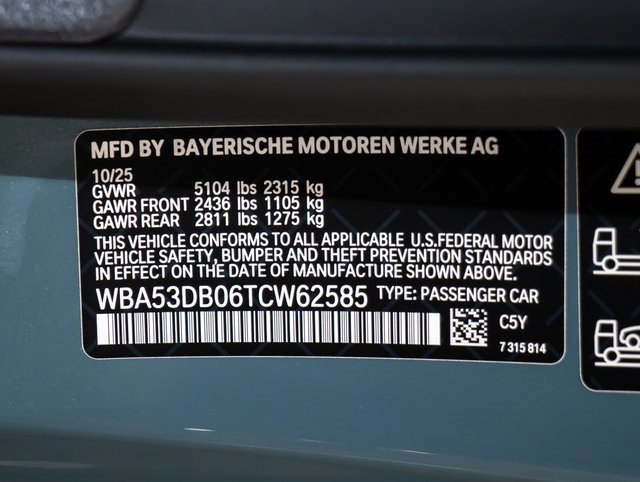 MFD BY BAYERISCHE MOTOREN WERKE AG
10/25
GVWR 5104 lbs 2315 kg
GAWR FRONT 2436 lbs 1105 kg
GAWR REAR 2811 lbs 1275 kg
THIS VEHICLE CONFORMS TO ALL APPLICABLE U.S.FEDERAL MOTOR
VEHICLE SAFETY, BUMPER AND THEFT PREVENTION STANDARDS
IN EFFECT ON THE DATE OF MANUFACTURE SHOWN ABOVE.
WBA53DB06TCW62585 TYPE: PASSENGER CAR
C5Y
7 315 814